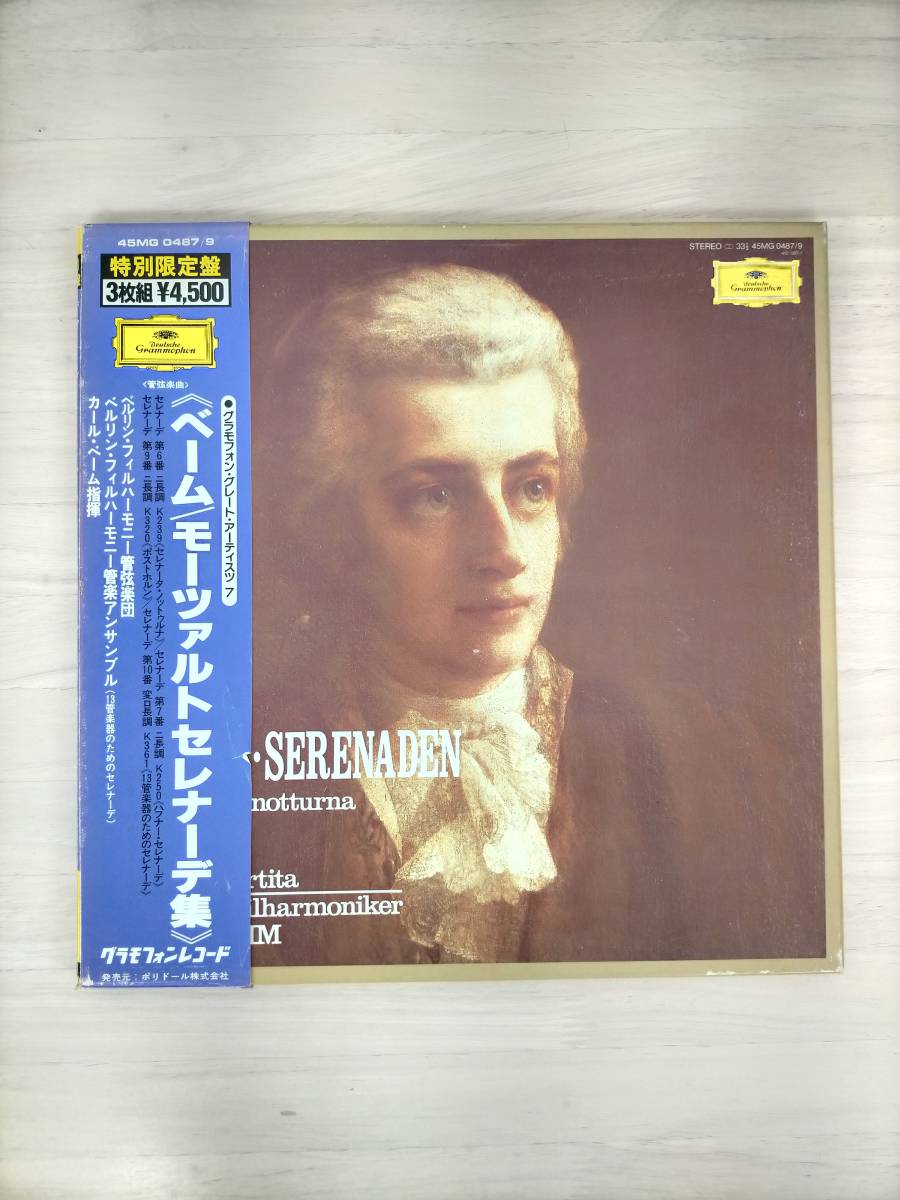 45MG 0487/9
特別限定盤
3枚組 ¥4,500
Deutsche
Grammophon
〈管弦楽曲〉
●グラモフォン・グレート・アーティスツ 7
《ベーム/モーツァルトセレナーデ集》
セレナーデ 第6番 ニ長調 K239《セレナータ・ノットゥルナ》/セレナーデ 第7番 ニ長調 K250《ハフナー・セレナーデ》
セレナーデ 第9番 ニ長調 K320《ポストホルン》/セレナーデ 第10番 変ロ長調 K361《13管楽器のためのセレナーデ》
ベルリン・フィルハーモニー管弦楽団
ベルリン・フィルハーモニー管楽アンサンブル(13管楽器のためのセレナーデ)
カール・ベーム指揮
グラモフォンレコード
発売元:ポリドール株式会社
STEREO 33⅓ 45MG 0487/9
Deutsche
Grammophon
·SERENADEN
notturna
rtita
lharmoniker
IM